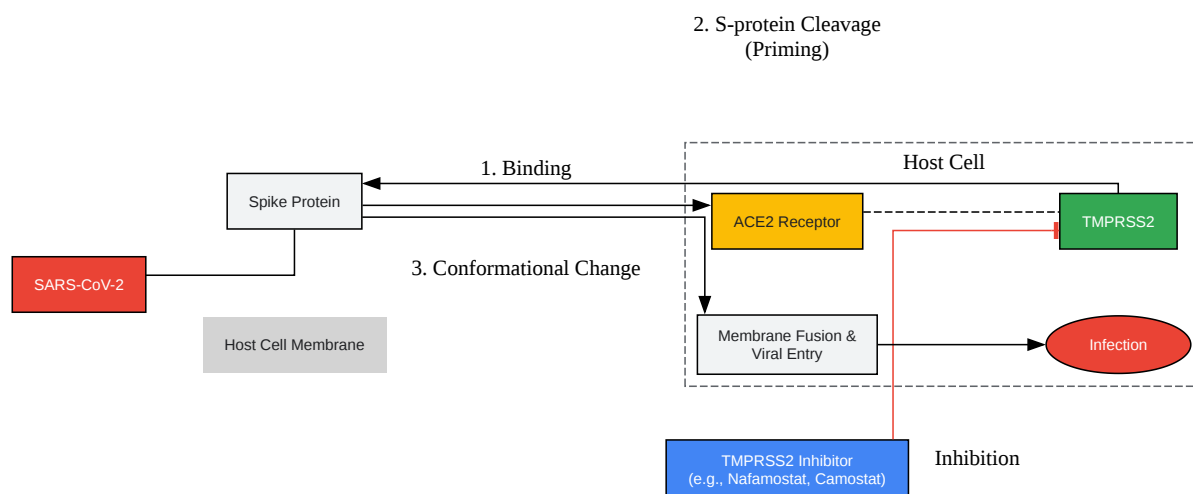 2. S-protein Cleavage
(Priming)
Host Cell
1. Binding
Spike Protein
ACE2 Receptor
TMPRSS2
3. Conformational Change
SARS-CoV-2
Host Cell Membrane
Membrane Fusion &
Viral Entry
Infection
TMPRSS2 Inhibitor
(e.g., Nafamostat, Camostat)
Inhibition